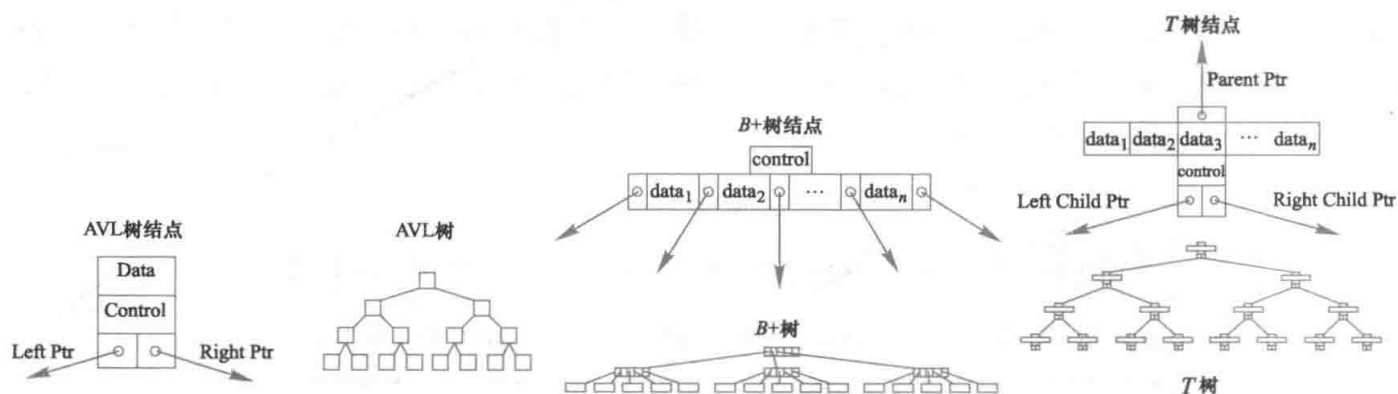 AVL树结点
Data
Control
Left Ptr
Right Ptr
AVL树
B+树结点
control
data1 data2 ··· datan
B+树
T树结点
Parent Ptr
data1 data2 data3 ··· datan
control
Left Child Ptr
Right Child Ptr
T树